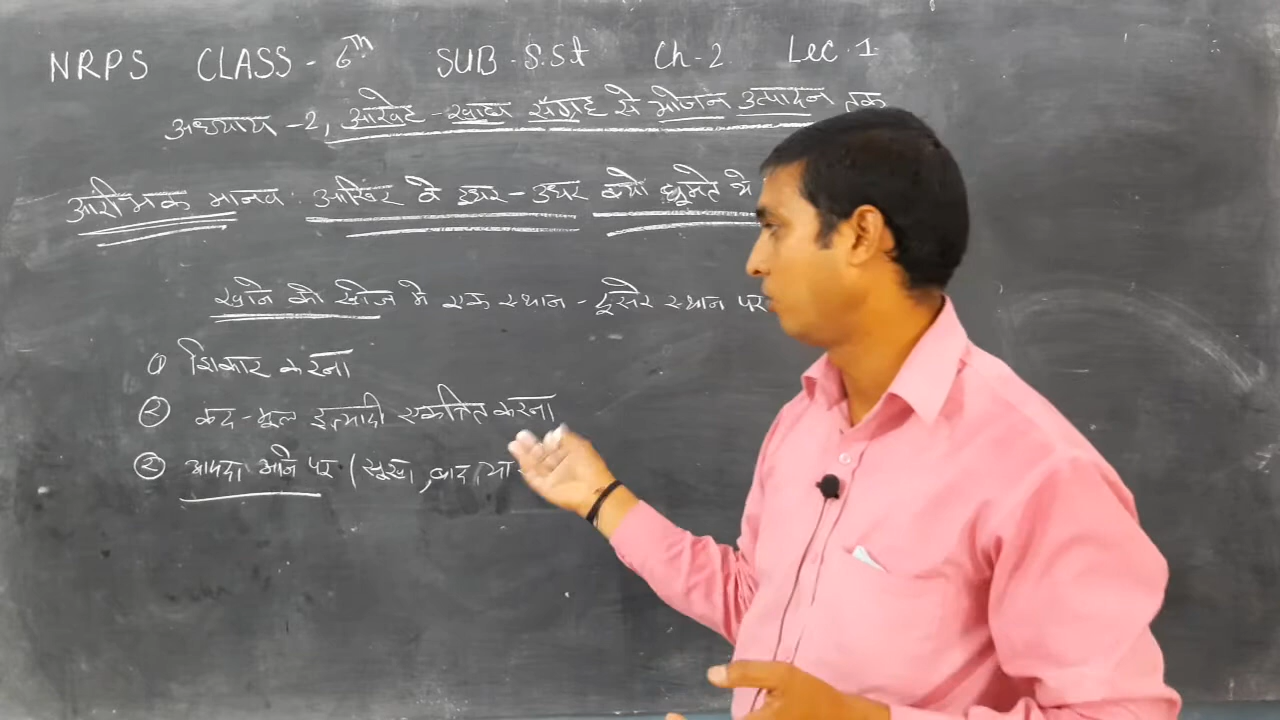 NRPS CLASS - 6th SUB - S.St Ch-2 Lec. 1
अध्याय -2, आखेट - खाद्य संग्रह से भोजन उत्पादन तक
आरंभिक मानव : आखिर वे इधर - उधर क्यों घूमते थे
खाने की खोज में एक स्थान - दूसरे स्थान पर
① शिकार करना
② कंद - मूल इत्यादी एकत्रित करना
② आपदा आने पर ( सूखा , बाढ़ , या